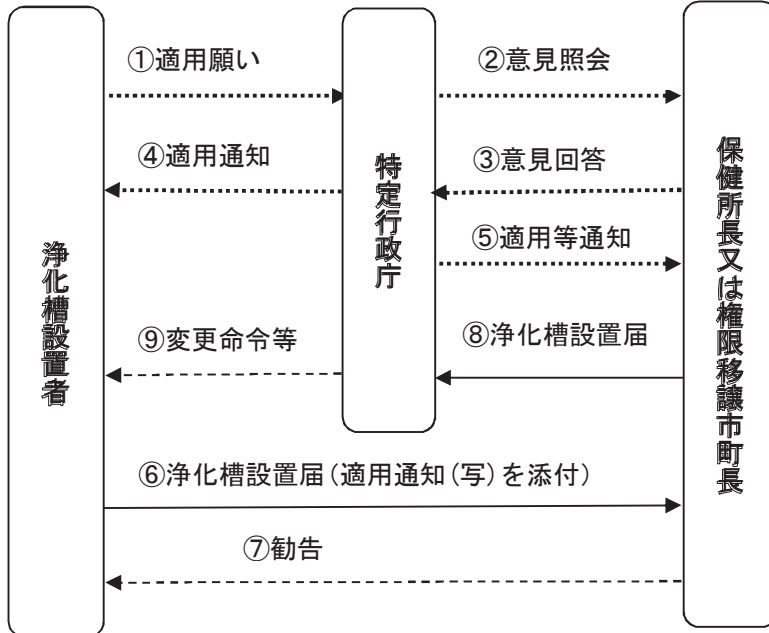 ①適用願い
②意見照会
④適用通知
③意見回答
⑤適用等通知
⑨変更命令等
⑧浄化槽設置届
⑥浄化槽設置届(適用通知(写)を添付)
⑦勧告
浄化槽設置者
特定行政庁
保健所長又は権限移譲市町長